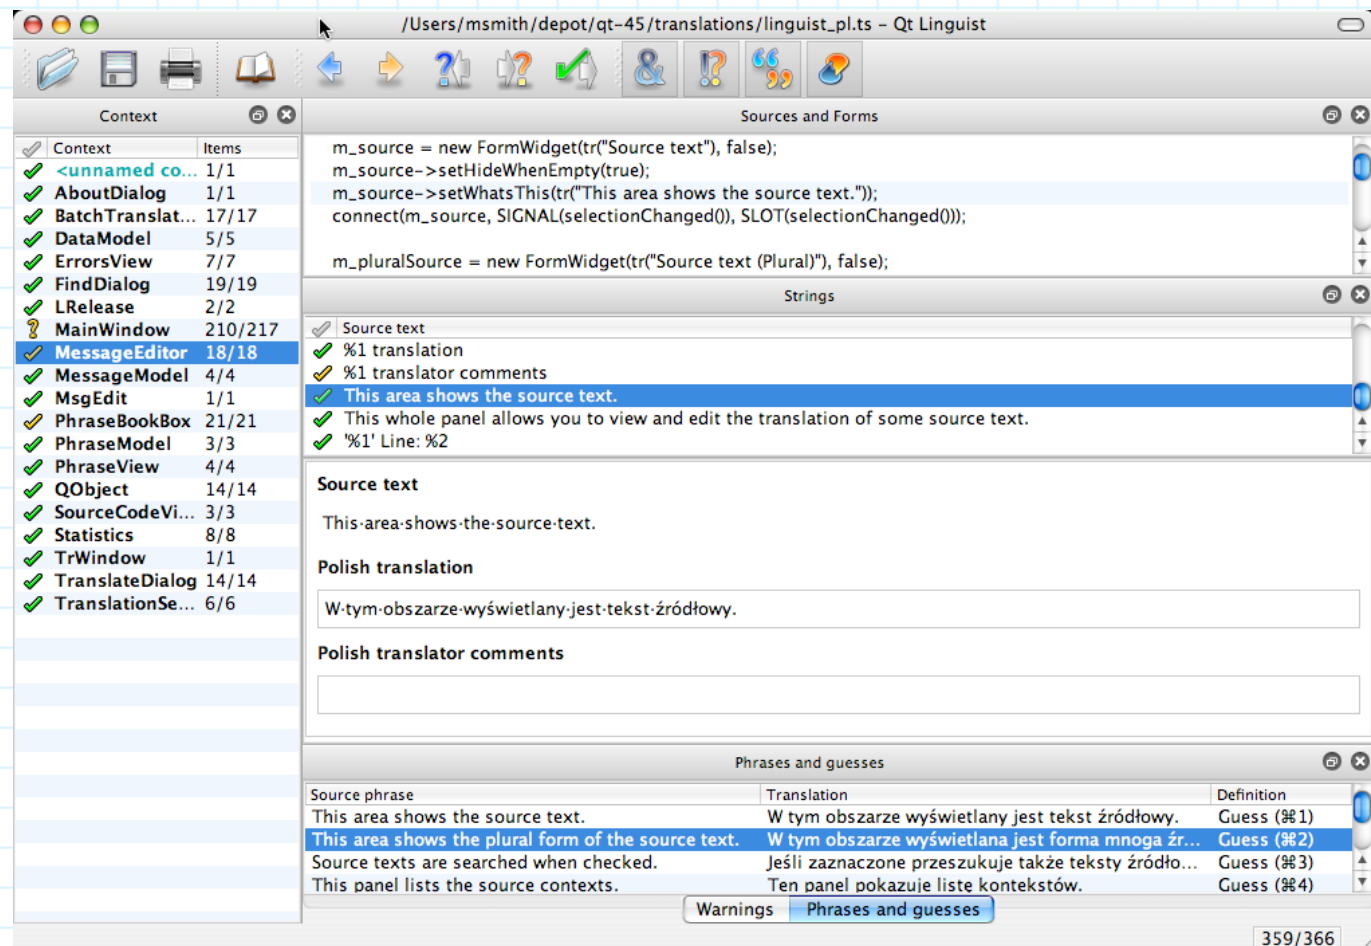 /Users/msmith/depot/qt-45/translations/linguist_pl.ts – Qt Linguist
Context
Context Items
<unnamed co... 1/1
AboutDialog 1/1
BatchTranslat... 17/17
DataModel 5/5
ErrorsView 7/7
FindDialog 19/19
LRelease 2/2
MainWindow 210/217
MessageEditor 18/18
MessageModel 4/4
MsgEdit 1/1
PhraseBookBox 21/21
PhraseModel 3/3
PhraseView 4/4
QObject 14/14
SourceCodeVi... 3/3
Statistics 8/8
TrWindow 1/1
TranslateDialog 14/14
TranslationSe... 6/6
Sources and Forms
m_source = new FormWidget(tr("Source text"), false);
m_source->setHideWhenEmpty(true);
m_source->setWhatsThis(tr("This area shows the source text."));
connect(m_source, SIGNAL(selectionChanged()), SLOT(selectionChanged()));
m_pluralSource = new FormWidget(tr("Source text (Plural)"), false);
Strings
Source text
%1 translation
%1 translator comments
This area shows the source text.
This whole panel allows you to view and edit the translation of some source text.
'%1' Line: %2
Source text
This·area·shows·the·source·text.
Polish translation
W·tym·obszarze·wyświetlany·jest·tekst·źródłowy.
Polish translator comments
Phrases and guesses
Source phrase Translation Definition
This area shows the source text. W tym obszarze wyświetlany jest tekst źródłowy. Guess (⌘1)
This area shows the plural form of the source text. W tym obszarze wyświetlana jest forma mnoga źr... Guess (⌘2)
Source texts are searched when checked. Jeśli zaznaczone przeszukuje także teksty źródło... Guess (⌘3)
This panel lists the source contexts. Ten panel pokazuje listę kontekstów. Guess (⌘4)
Warnings Phrases and guesses
359/366